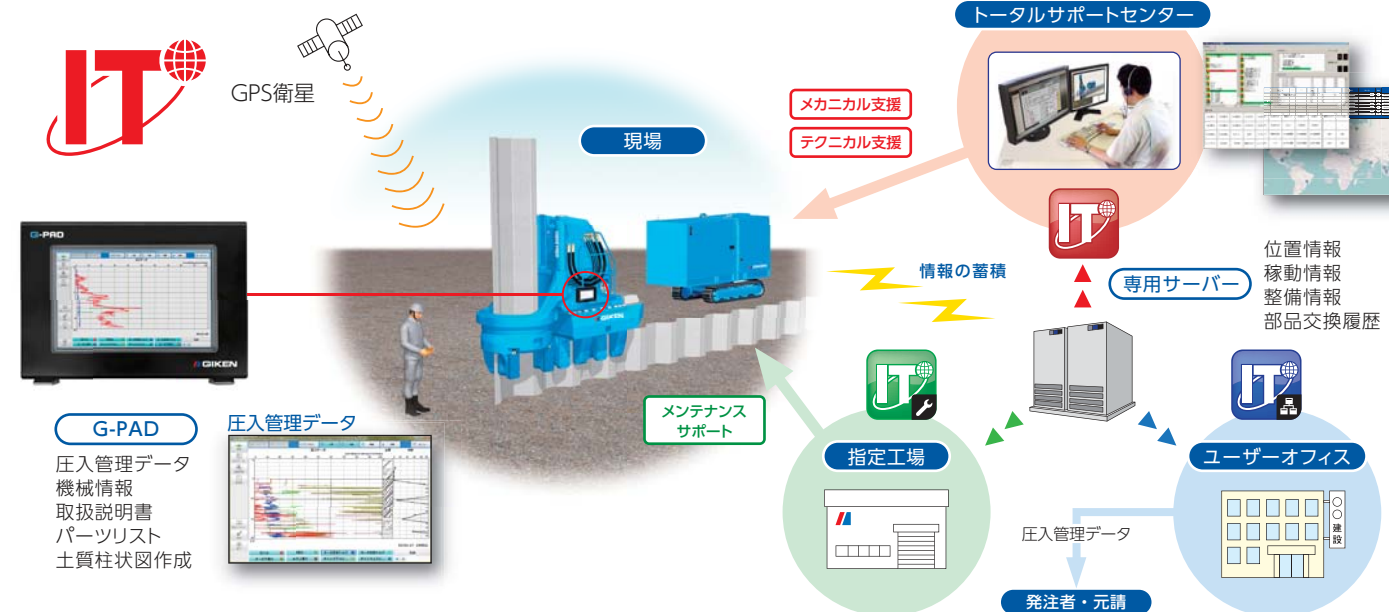 トータルサポートセンター
IT
GPS衛星
メカニカル支援
テクニカル支援
現場
G-PAD
GIKEN
IT
位置情報
稼動情報
整備情報
部品交換履歴
情報の蓄積
専用サーバー
IT
IT
メンテナンス
サポート
G-PAD
圧入管理データ
機械情報
取扱説明書
パーツリスト
土質柱状図作成
圧入管理データ
指定工場
ユーザーオフィス
圧入管理データ
〇〇建設
発注者・元請